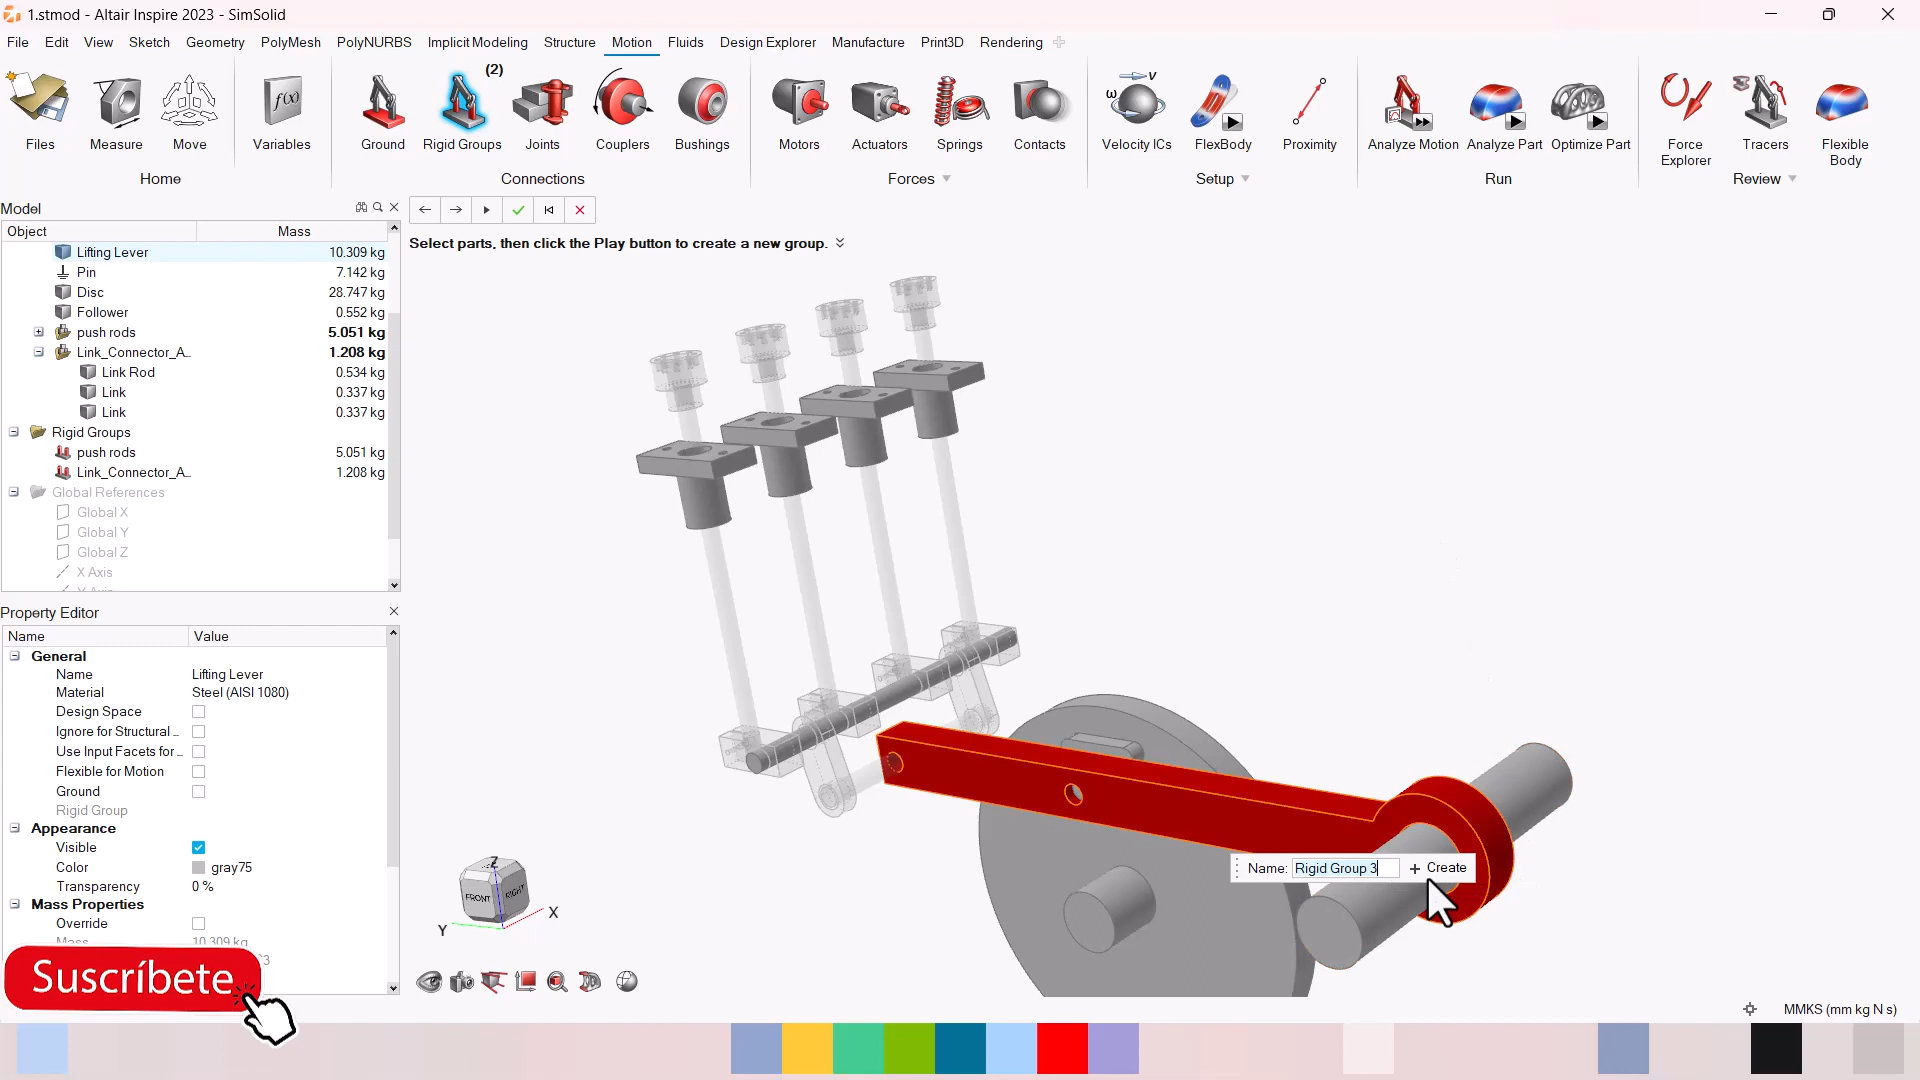 1.stmod - Altair Inspire 2023 - SimSolid
File Edit View Sketch Geometry PolyMesh PolyNURBS Implicit Modeling Structure Motion Fluids Design Explorer Manufacture Print3D Rendering
(2)
f(x)
V
ω
Files Measure Move Variables Ground Rigid Groups Joints Couplers Bushings Motors Actuators Springs Contacts Velocity ICs FlexBody Proximity Analyze Motion Analyze Part Optimize Part Force Explorer Tracers Flexible Body
Home Connections Forces Setup Run Review
Model
Object Mass
Lifting Lever 10.309 kg
Pin 7.142 kg
Disc 28.747 kg
Follower 0.552 kg
push rods 5.051 kg
Link_Connector_A... 1.208 kg
Link Rod 0.534 kg
Link 0.337 kg
Link 0.337 kg
Rigid Groups
push rods 5.051 kg
Link_Connector_A... 1.208 kg
Global References
Global X
Global Y
Global Z
X Axis
Select parts, then click the Play button to create a new group.
Property Editor
Name Value
General
Name Lifting Lever
Material Steel (AISI 1080)
Design Space
Ignore for Structural ...
Use Input Facets for ...
Flexible for Motion
Ground
Rigid Group
Appearance
Visible
Color gray75
Transparency 0 %
Mass Properties
Override
Mass 10.309 kg
Suscríbete
Name: Rigid Group 3 + Create
Z
FRONT RIGHT
Y X
MMKS (mm kg N s)